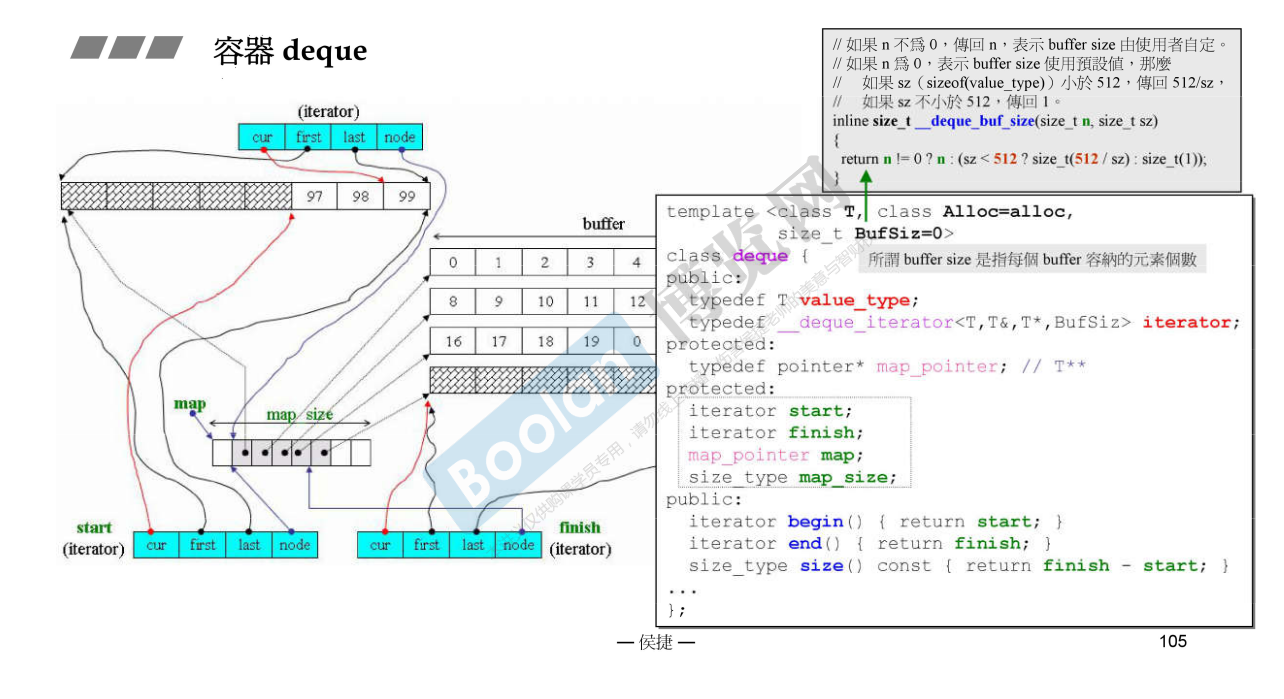 容器 deque
// 如果 n 不為 0，傳回 n，表示 buffer size 由使用者自定。
// 如果 n 為 0，表示 buffer size 使用預設值，那麼
//    如果 sz（sizeof(value_type)）小於 512，傳回 512/sz，
//    如果 sz 不小於 512，傳回 1。
inline size_t __deque_buf_size(size_t n, size_t sz)
{
return n != 0 ? n : (sz < 512 ? size_t(512 / sz) : size_t(1));
}
(iterator)
cur first last node
97 98 99
buffer
0 1 2 3 4
8 9 10 11 12
16 17 18 19 0
map
map size
start
(iterator)
cur first last node
cur first last node
finish
(iterator)
template <class T, class Alloc=alloc,
size_t BufSiz=0>
class deque {
所謂 buffer size 是指每個 buffer 容納的元素個數
public:
typedef T value_type;
typedef __deque_iterator<T,T&,T*,BufSiz> iterator;
protected:
typedef pointer* map_pointer; // T**
protected:
iterator start;
iterator finish;
map_pointer map;
size_type map_size;
public:
iterator begin() { return start; }
iterator end() { return finish; }
size_type size() const { return finish - start; }
...
};
Boolan
博览网
— 侯捷 —
105